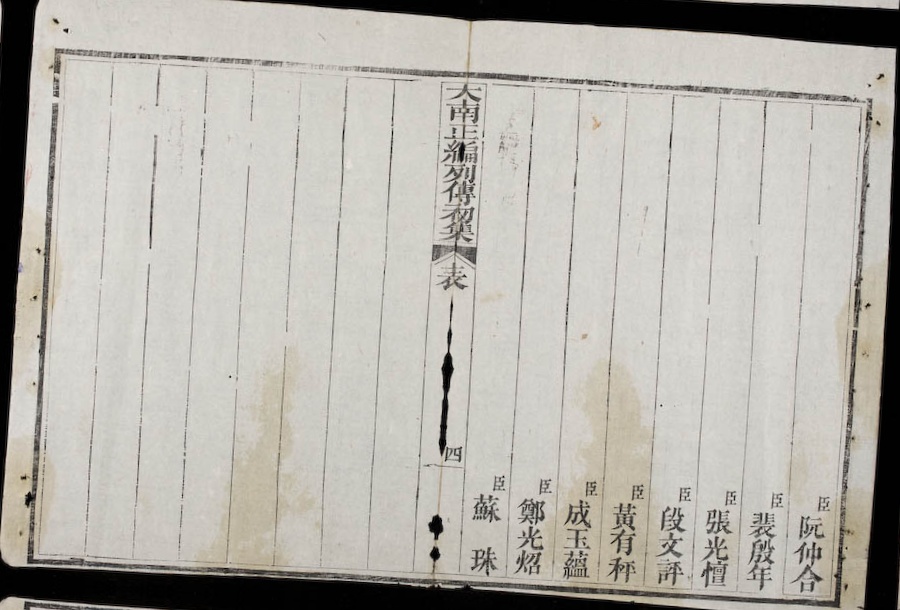 臣阮仲合
臣裴殷年
臣張光憻
臣段文評
臣黃有秤
臣成玉蘊
臣鄭光炤
臣蘇珠
大南正編列傳初集 表 四